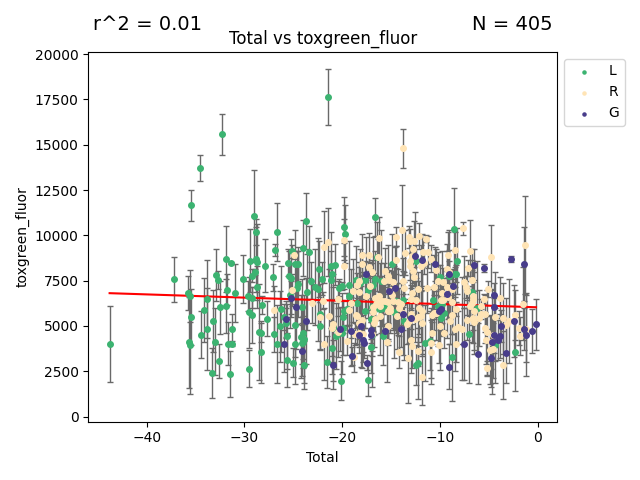 r^2 = 0.01
N = 405
Total vs toxgreen_fluor
20000
17500
15000
12500
10000
7500
5000
2500
0
toxgreen_fluor
−40
−30
−20
−10
0
Total
L
R
G